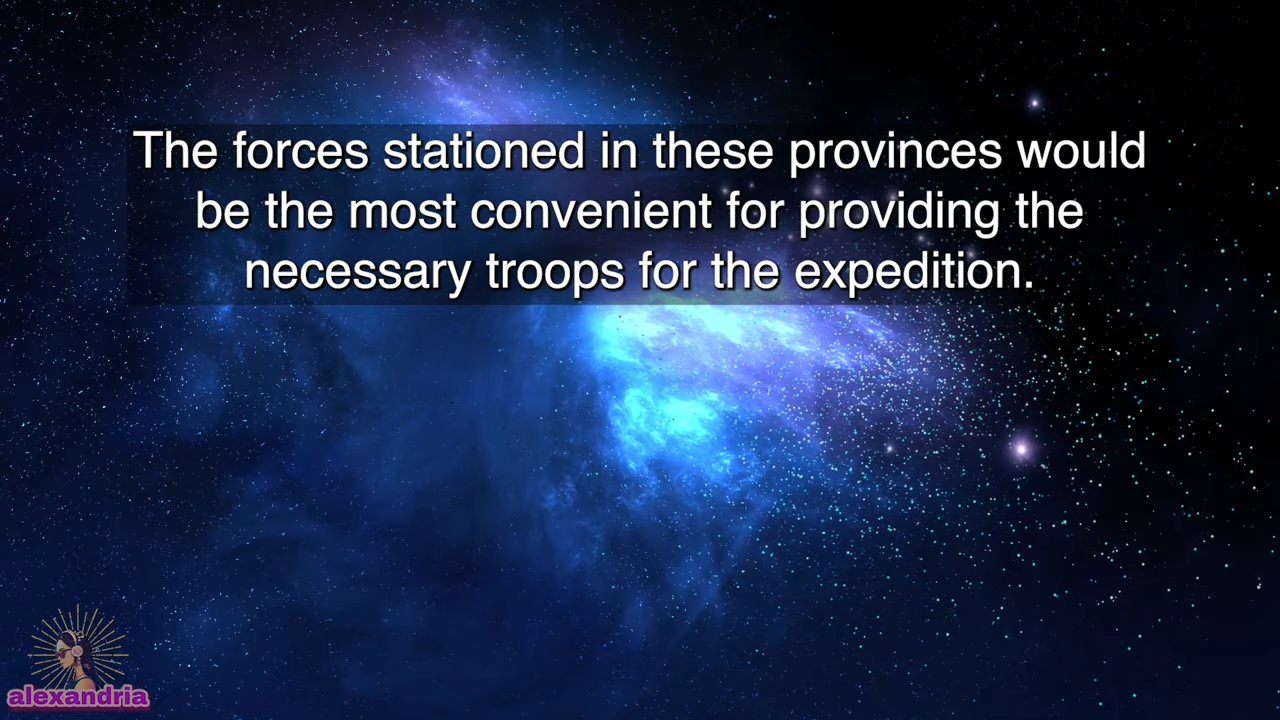 The forces stationed in these provinces would
be the most convenient for providing the
necessary troops for the expedition.
alexandria